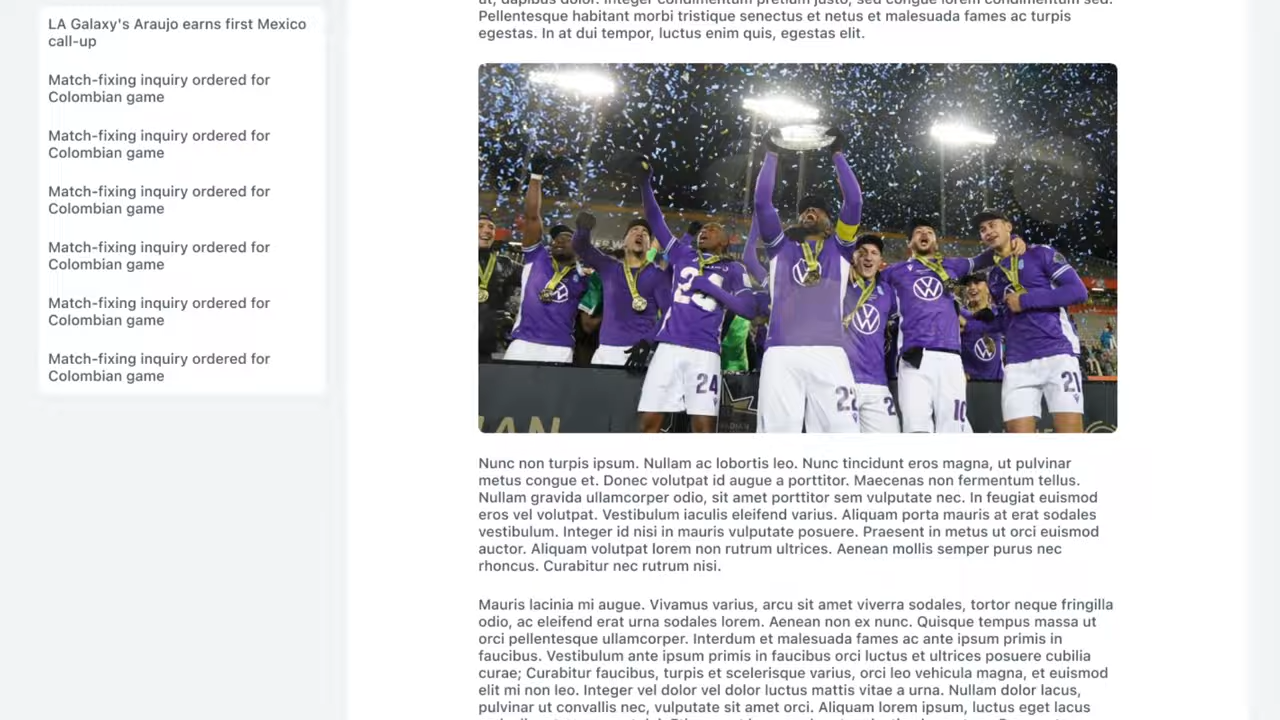 LA Galaxy's Araujo earns first Mexico
call-up
Match-fixing inquiry ordered for
Colombian game
Match-fixing inquiry ordered for
Colombian game
Match-fixing inquiry ordered for
Colombian game
Match-fixing inquiry ordered for
Colombian game
Match-fixing inquiry ordered for
Colombian game
Match-fixing inquiry ordered for
Colombian game
Pellentesque habitant morbi tristique senectus et netus et malesuada fames ac turpis
egestas. In at dui tempor, luctus enim quis, egestas elit.
24
24
22
2
10
21
Nunc non turpis ipsum. Nullam ac lobortis leo. Nunc tincidunt eros magna, ut pulvinar
metus congue et. Donec volutpat id augue a porttitor. Maecenas non fermentum tellus.
Nullam gravida ullamcorper odio, sit amet porttitor sem vulputate nec. In feugiat euismod
eros vel volutpat. Vestibulum iaculis eleifend varius. Aliquam porta mauris at erat sodales
vestibulum. Integer id nisi in mauris vulputate posuere. Praesent in metus ut orci euismod
auctor. Aliquam volutpat lorem non rutrum ultrices. Aenean mollis semper purus nec
rhoncus. Curabitur nec rutrum nisi.
Mauris lacinia mi augue. Vivamus varius, arcu sit amet viverra sodales, tortor neque fringilla
odio, ac eleifend erat urna sodales lorem. Aenean non ex nunc. Quisque tempus massa ut
orci pellentesque ullamcorper. Interdum et malesuada fames ac ante ipsum primis in
faucibus. Vestibulum ante ipsum primis in faucibus orci luctus et ultrices posuere cubilia
curae; Curabitur faucibus, turpis et scelerisque varius, orci leo vehicula magna, et euismod
elit mi non leo. Integer vel dolor vel dolor luctus mattis vitae a urna. Nullam dolor lacus,
pulvinar ut convallis nec, vulputate sit amet orci. Aliquam lorem ipsum, luctus eget lacus